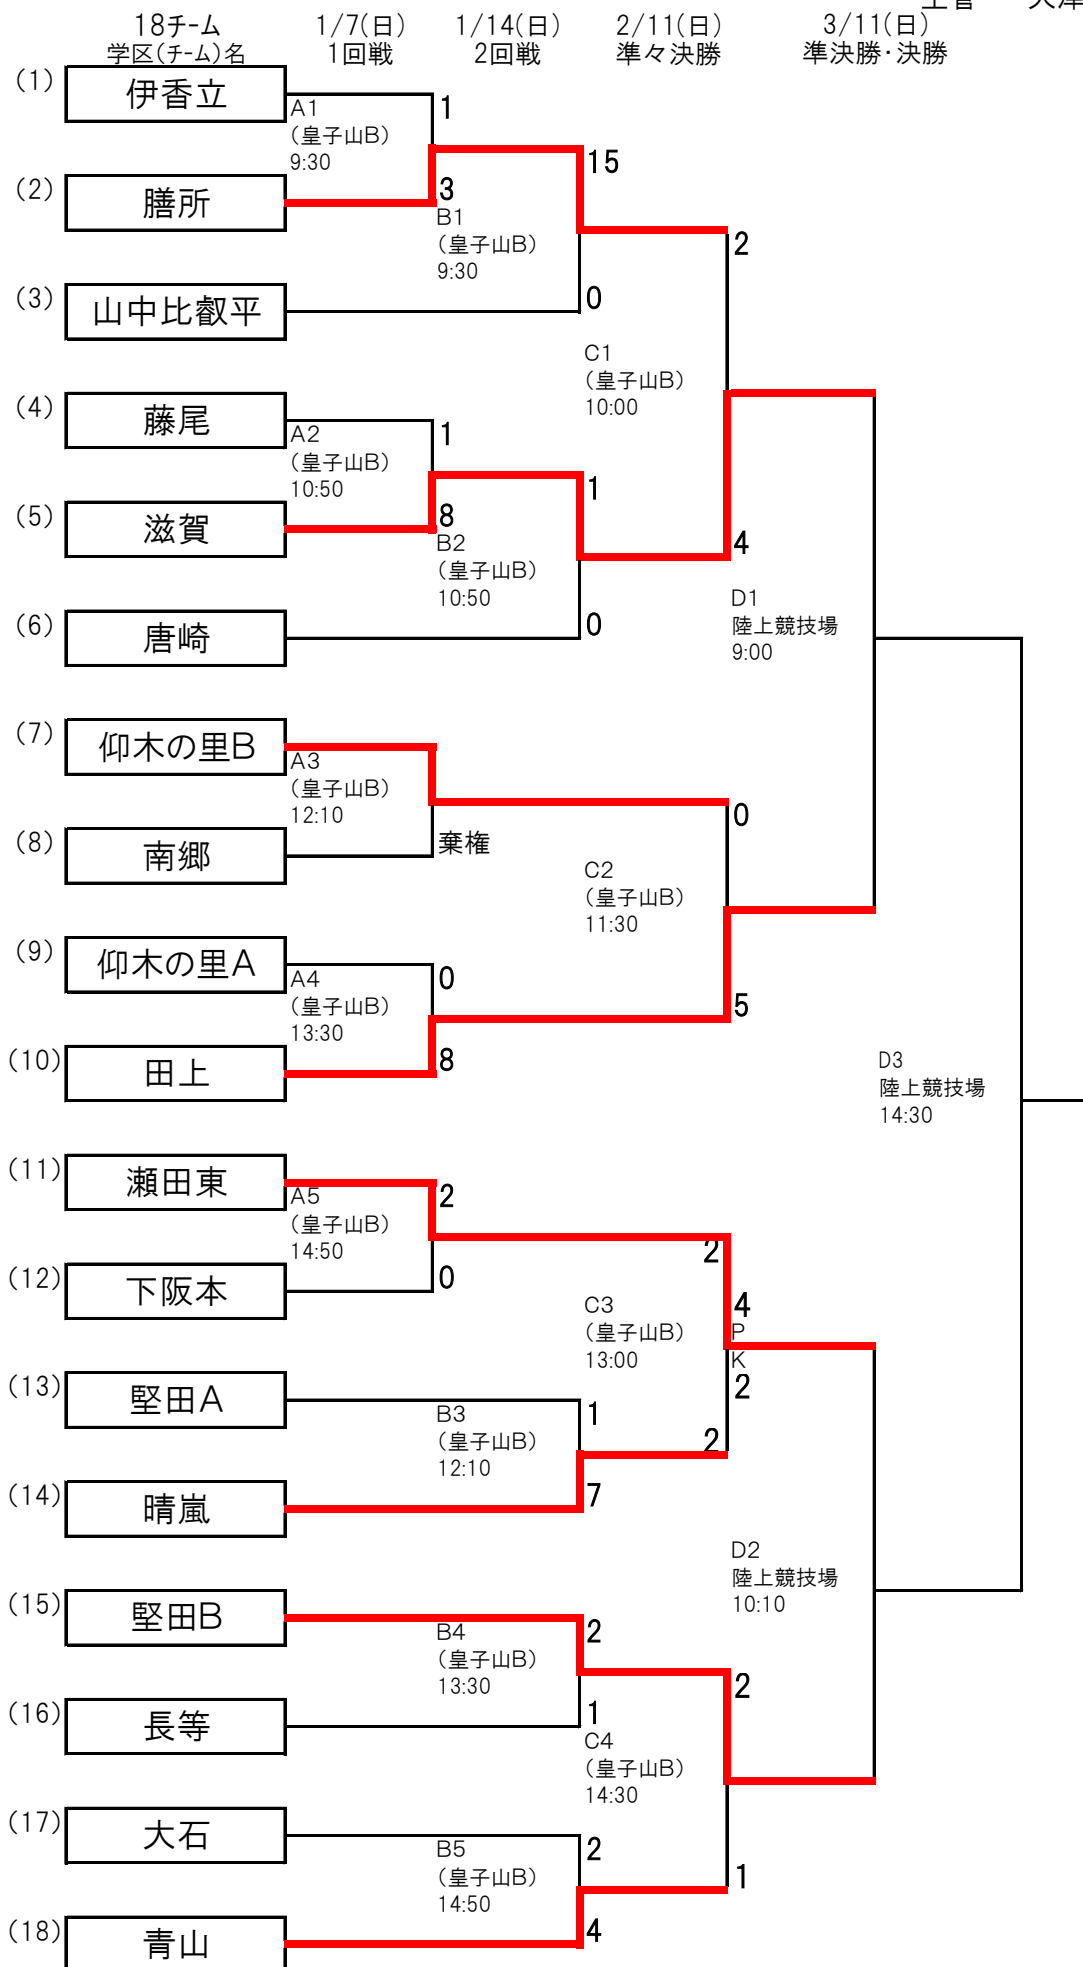 18チーム
学区(チーム)名
1/7(日)
1回戦
1/14(日)
2回戦
2/11(日)
準々決勝
3/11(日)
準決勝・決勝
(1)
伊香立
A1
(皇子山B)
9:30
1
15
(2)
膳所
3
B1
(皇子山B)
9:30
2
(3)
山中比叡平
0
C1
(皇子山B)
10:00
(4)
藤尾
A2
(皇子山B)
10:50
1
1
(5)
滋賀
8
B2
(皇子山B)
10:50
4
(6)
唐崎
0
D1
陸上競技場
9:00
(7)
仰木の里B
A3
(皇子山B)
12:10
0
(8)
南郷
棄権
C2
(皇子山B)
11:30
(9)
仰木の里A
A4
(皇子山B)
13:30
0
5
(10)
田上
8
D3
陸上競技場
14:30
(11)
瀬田東
A5
(皇子山B)
14:50
2
2
(12)
下阪本
0
C3
(皇子山B)
13:00
4
P
K
2
(13)
堅田A
B3
(皇子山B)
12:10
1
2
(14)
晴嵐
7
D2
陸上競技場
10:10
(15)
堅田B
B4
(皇子山B)
13:30
2
2
(16)
長等
1
C4
(皇子山B)
14:30
(17)
大石
B5
(皇子山B)
14:50
2
1
(18)
青山
4